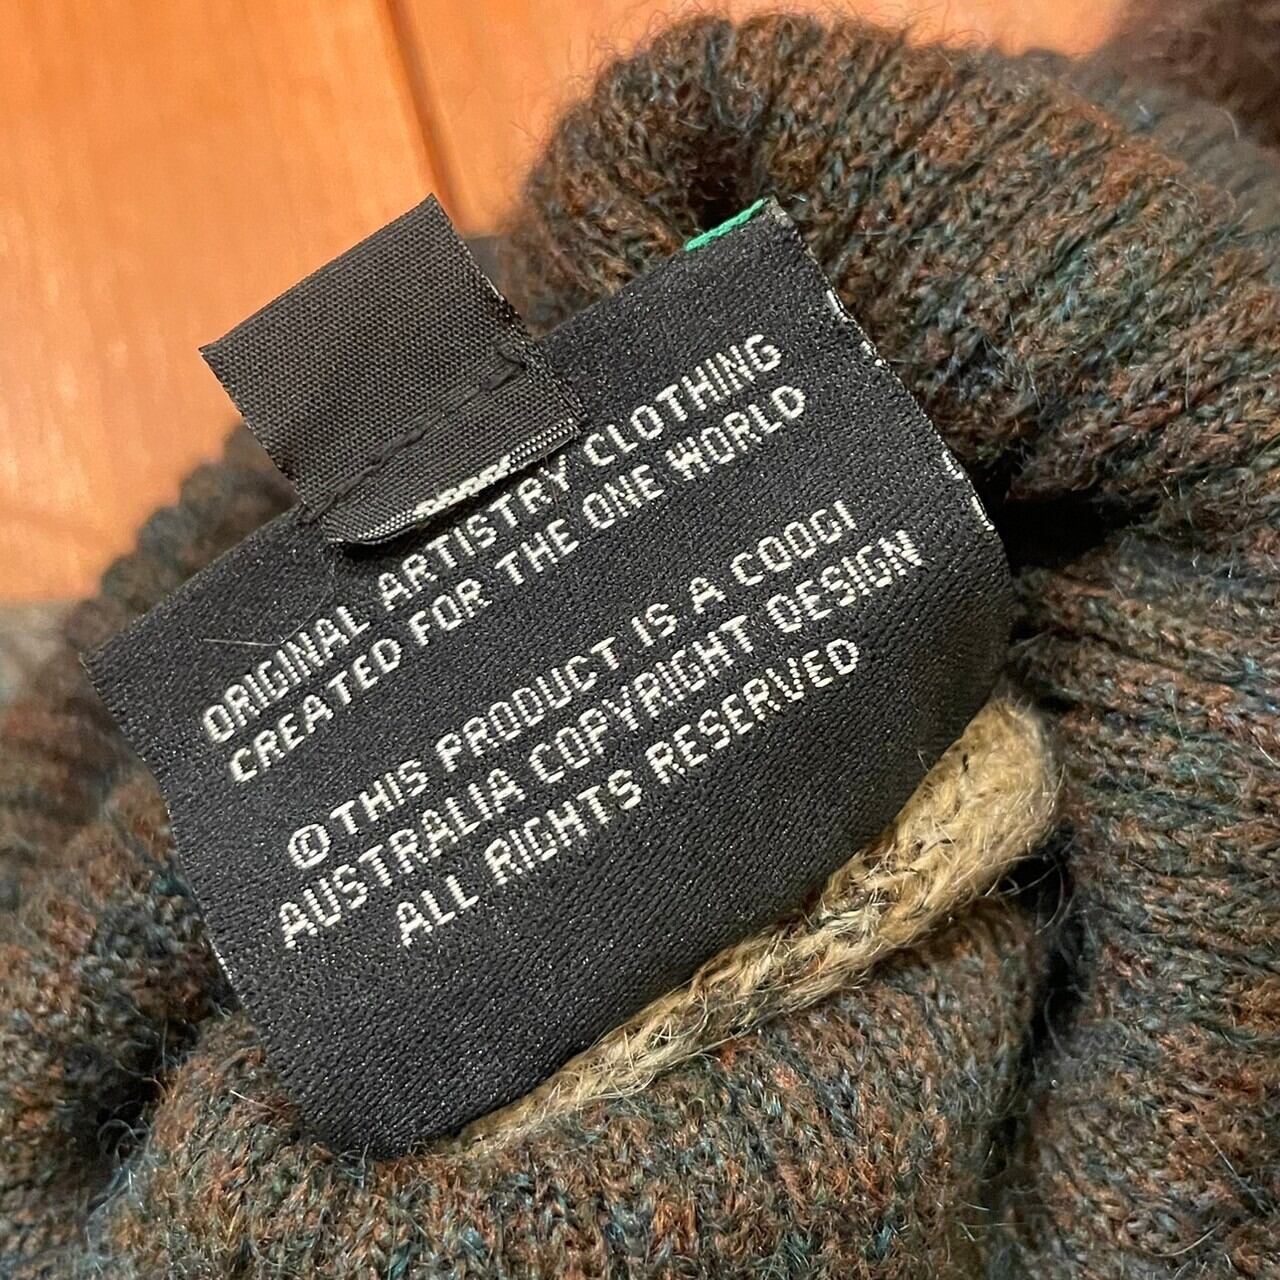 ORIGINAL ARTISTRY CLOTHING
CREATED FOR THE ONE WORLD
©THIS PRODUCT IS A COOGI
AUSTRALIA COPYRIGHT DESIGN
ALL RIGHTS RESERVED